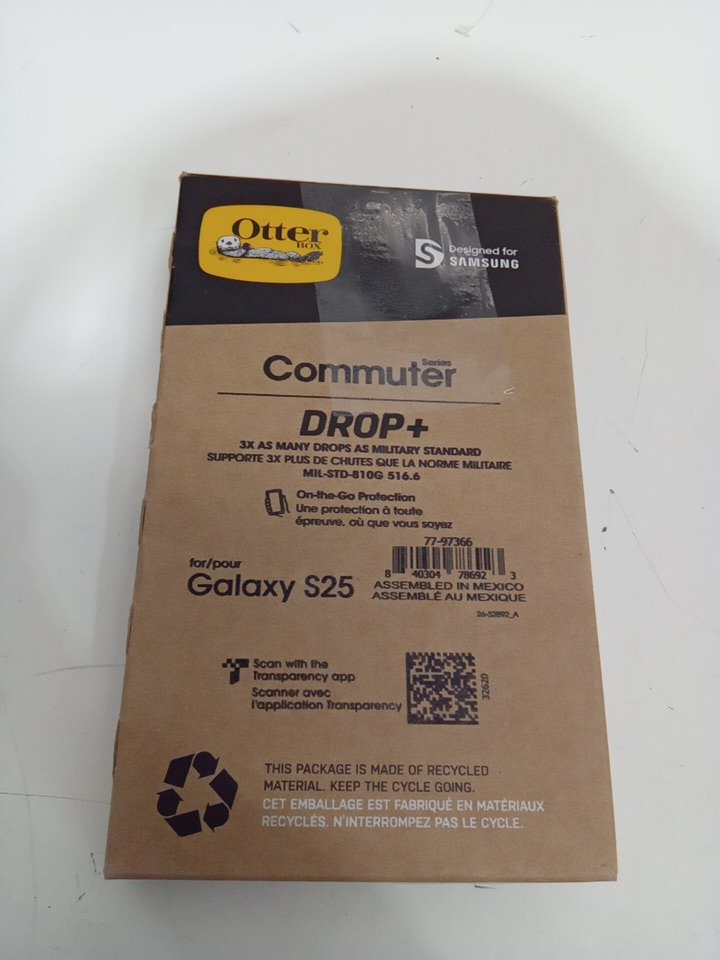 Otter
BOX
Designed for
SAMSUNG
Commuter Series
DROP+
3X AS MANY DROPS AS MILITARY STANDARD
SUPPORTE 3X PLUS DE CHUTES QUE LA NORME MILITAIRE
MIL-STD-810G 516.6
On-the-Go Protection
Une protection à toute
épreuve, où que vous soyez
77-97366
8 40304 78692 3
ASSEMBLED IN MEXICO
ASSEMBLÉ AU MEXIQUE
for/pour
Galaxy S25
26-52892_A
Scan with the
Transparency app
Scanner avec
l'application Transparency
32620
THIS PACKAGE IS MADE OF RECYCLED
MATERIAL. KEEP THE CYCLE GOING.
CET EMBALLAGE EST FABRIQUÉ EN MATÉRIAUX
RECYCLÉS. N'INTERROMPEZ PAS LE CYCLE.